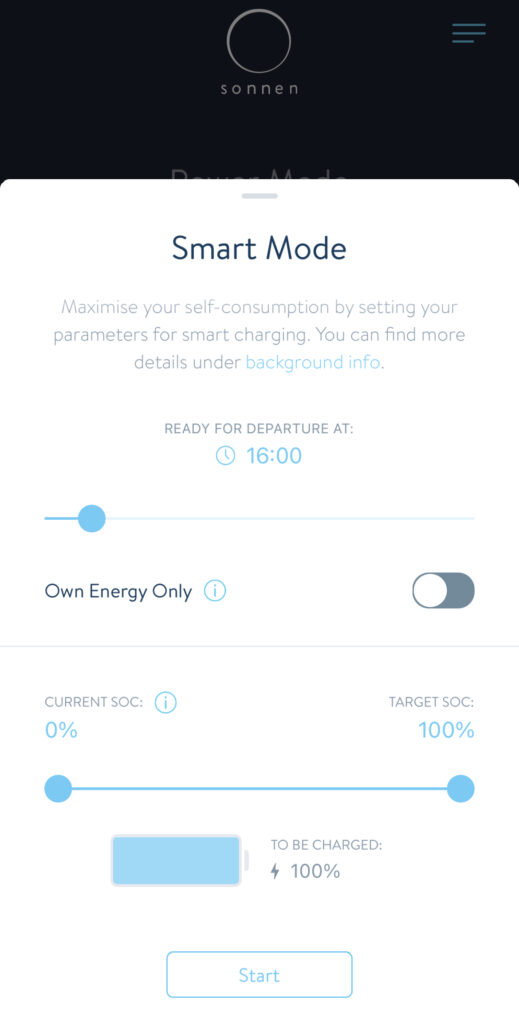 sonnen
Power Mode
Smart Mode
Maximise your self-consumption by setting your
parameters for smart charging. You can find more
details under background info.
READY FOR DEPARTURE AT:
16:00
Own Energy Only
CURRENT SOC:
TARGET SOC:
0%
100%
TO BE CHARGED:
100%
Start